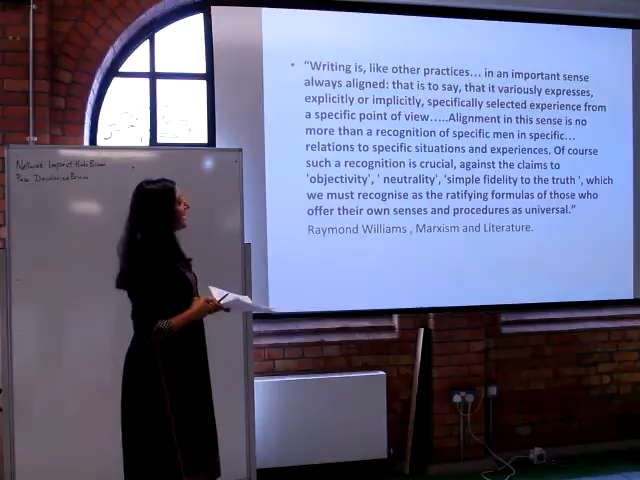 • "Writing is, like other practices... in an important sense
always aligned: that is to say, that it variously expresses,
explicitly or implicitly, specifically selected experience from
a specific point of view.....Alignment in this sense is no
more than a recognition of specific men in specific...
relations to specific situations and experiences. Of course
such a recognition is crucial, against the claims to
'objectivity', ' neutrality', 'simple fidelity to the truth ', which
we must recognise as the ratifying formulas of those who
offer their own senses and procedures as universal."
Raymond Williams , Marxism and Literature.